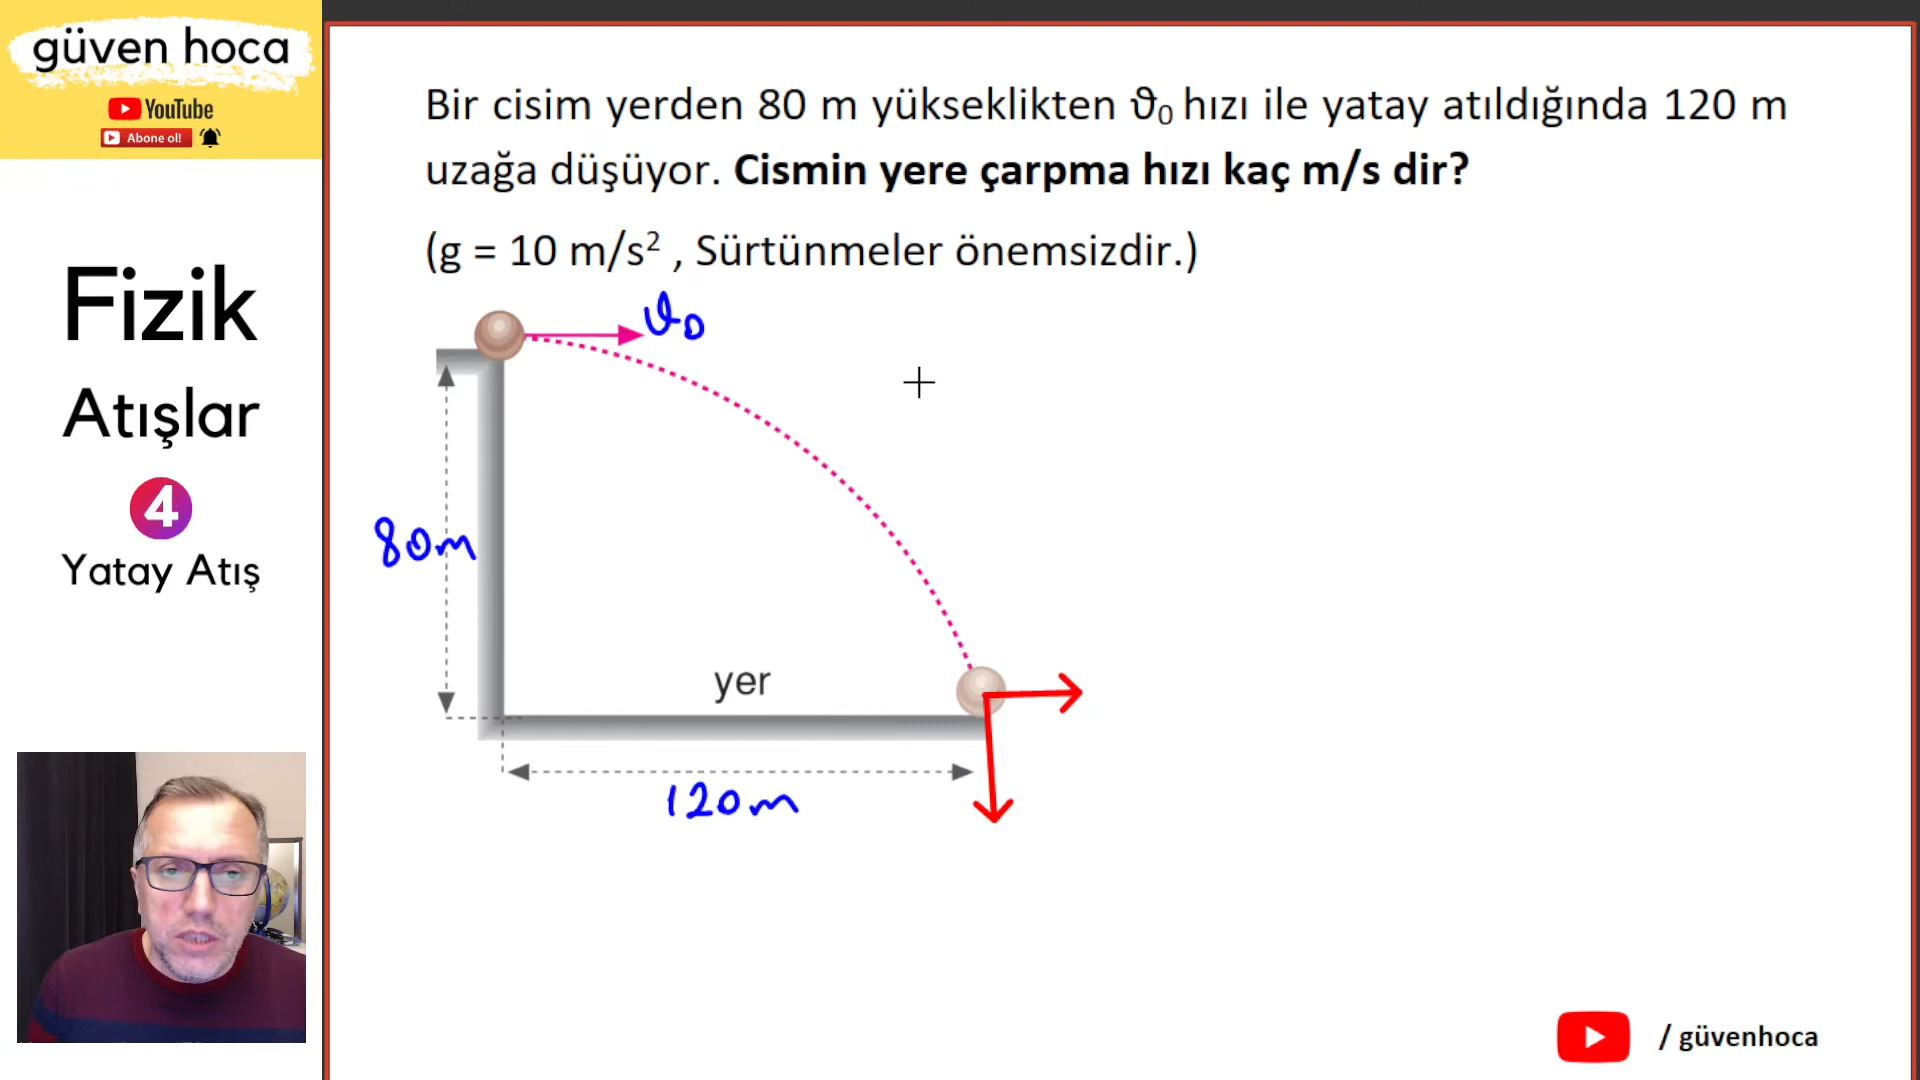 güven hoca
YouTube
Abone ol!
Fizik
Atışlar
4
Yatay Atış
Bir cisim yerden 80 m yükseklikten ϑ₀ hızı ile yatay atıldığında 120 m
uzağa düşüyor. Cismin yere çarpma hızı kaç m/s dir?
(g = 10 m/s² , Sürtünmeler önemsizdir.)
ϑ₀
80m
yer
120m
/ güvenhoca